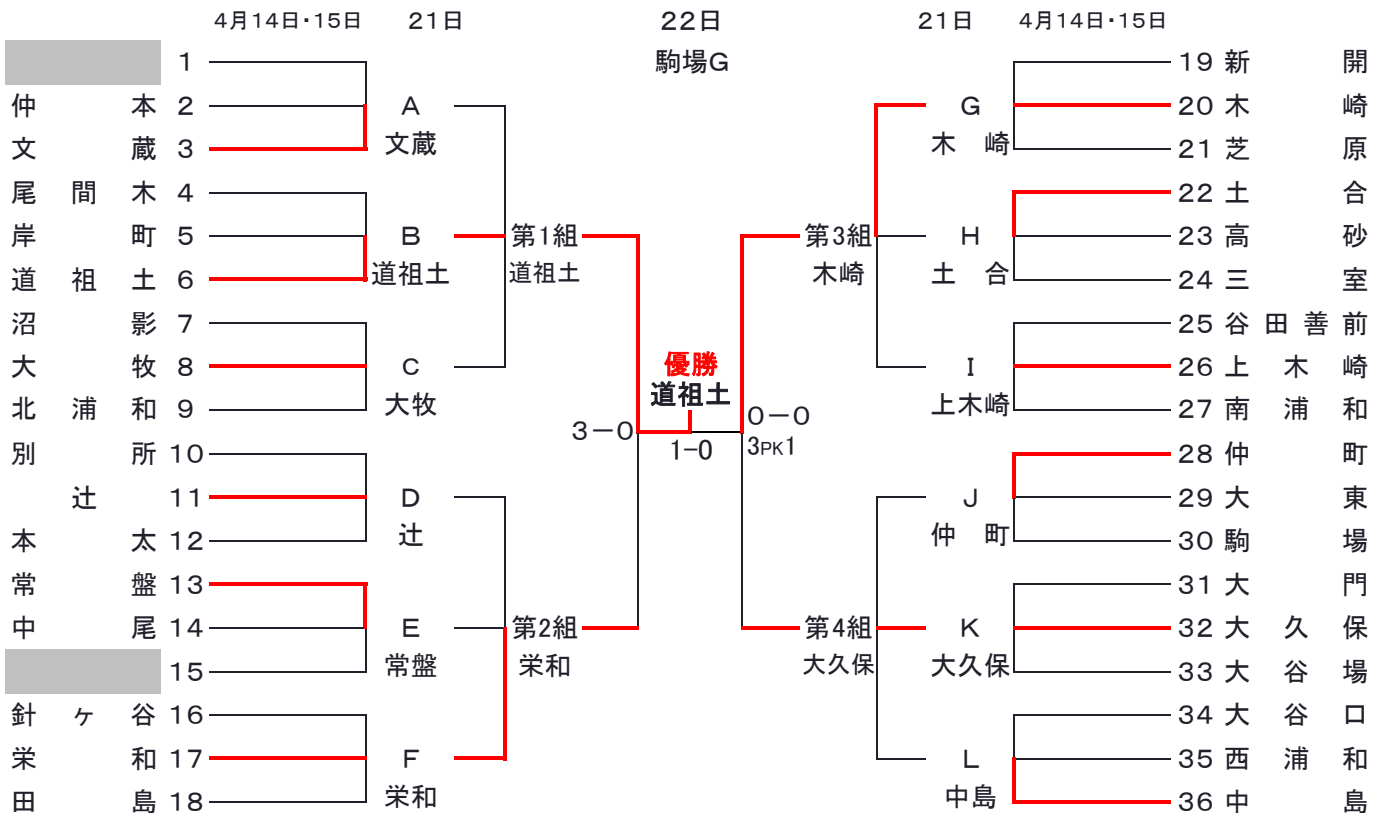 4月14日・15日 21日 22日 21日 4月14日・15日
駒場G
1
仲本 2
文蔵 3
尾間木 4
岸町 5
道祖土 6
沼影 7
大牧 8
北浦和 9
別所 10
辻 11
本太 12
常盤 13
中尾 14
15
針ヶ谷 16
栄和 17
田島 18
A
文蔵
B
道祖土
C
大牧
D
辻
E
常盤
F
栄和
第1組
道祖土
第2組
栄和
優勝
道祖土
3-0
1-0
0-0
3PK1
第3組
木崎
第4組
大久保
G
木崎
H
土合
I
上木崎
J
仲町
K
大久保
L
中島
19 新開
20 木崎
21 芝原
22 土合
23 高砂
24 三室
25 谷田善前
26 上木崎
27 南浦和
28 仲町
29 大東
30 駒場
31 大門
32 大久保
33 大谷場
34 大谷口
35 西浦和
36 中島